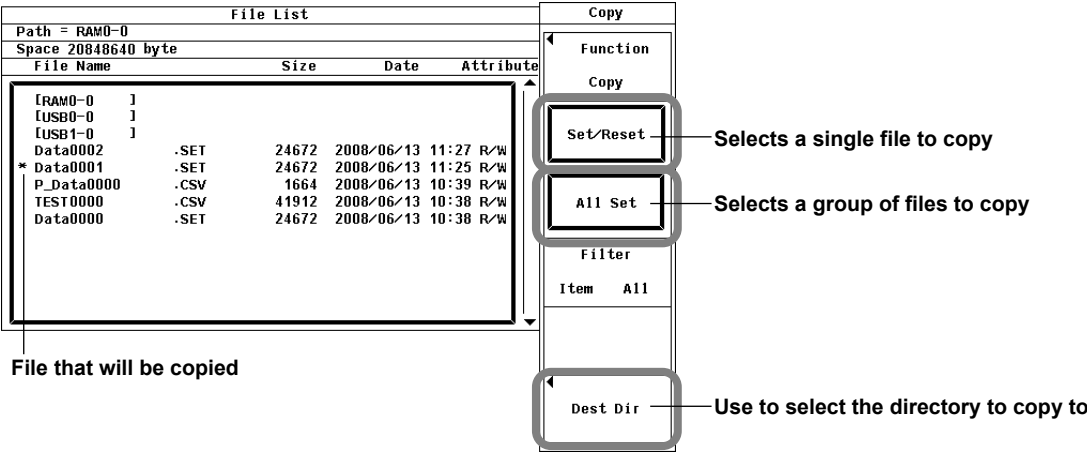 File List
Path = RAM0-0
Space 20848640 byte
File Name Size Date Attribute
[RAM0-0 ]
[USB0-0 ]
[USB1-0 ]
Data0002 .SET 24672 2008/06/13 11:27 R/W
* Data0001 .SET 24672 2008/06/13 11:25 R/W
P_Data0000 .CSV 1664 2008/06/13 10:39 R/W
TEST0000 .CSV 41912 2008/06/13 10:38 R/W
Data0000 .SET 24672 2008/06/13 10:38 R/W
File that will be copied
Copy
Function
Copy
Set/Reset
Selects a single file to copy
All Set
Selects a group of files to copy
Filter
Item All
Dest Dir
Use to select the directory to copy to